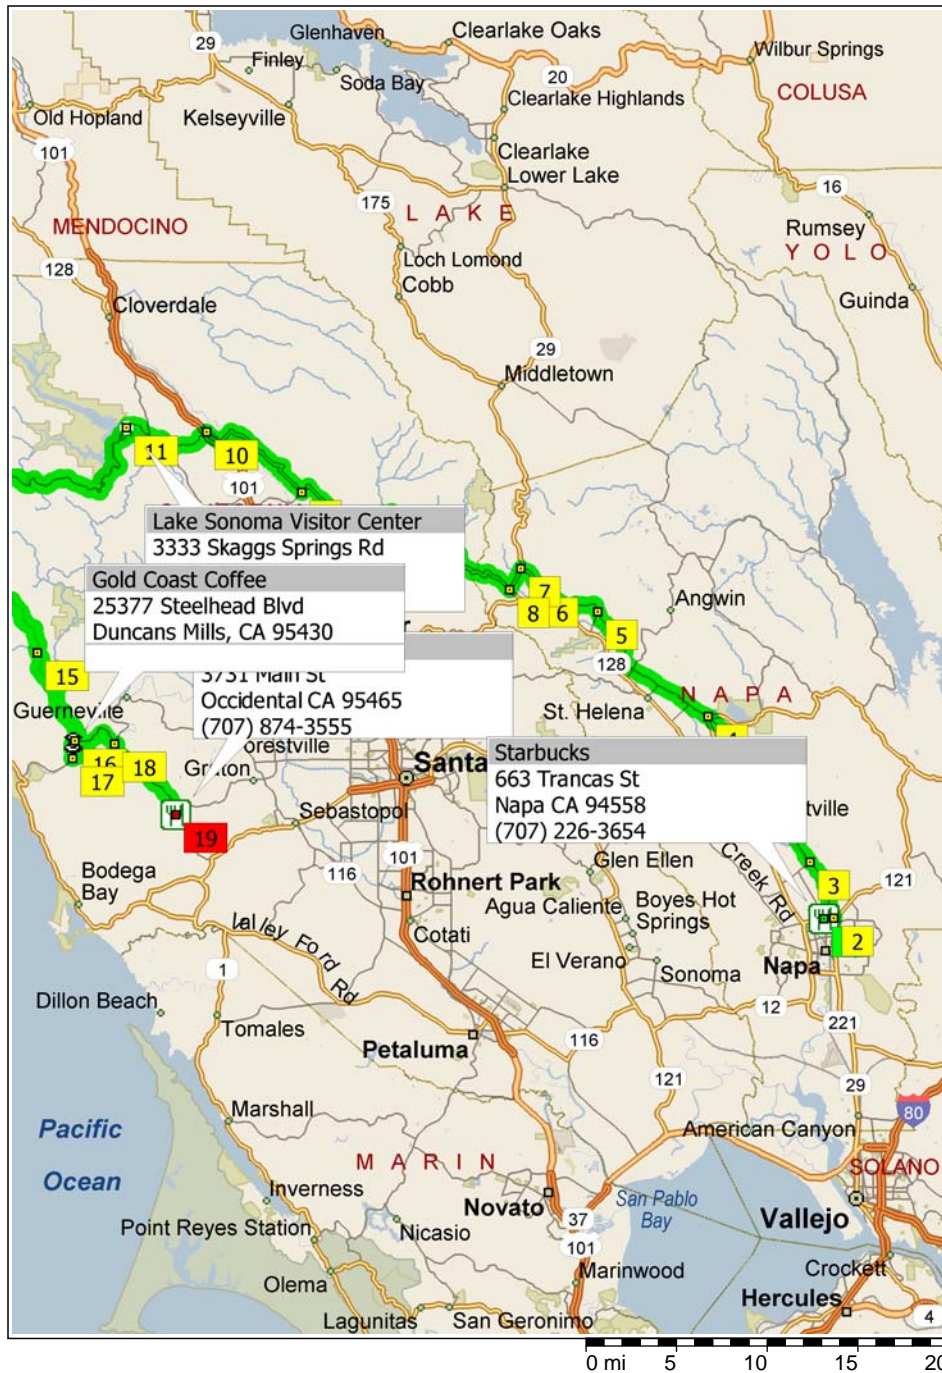 Glenhaven
Clearlake Oaks
29
Finley
Wilbur Springs
Soda Bay
20
COLUSA
Old Hopland
Kelseyville
Clearlake Highlands
101
Clearlake
Lower Lake
16
175
LAKE
Rumsey
MENDOCINO
YOLO
Loch Lomond
128
Cobb
Guinda
Cloverdale
29
Middletown
11
10
101
Lake Sonoma Visitor Center
3333 Skaggs Springs Rd
Gold Coast Coffee
25377 Steelhead Blvd
Duncans Mills, CA 95430
7
8
6
5
Angwin
128
15
3731 Main St
Occidental CA 95465
(707) 874-3555
NAPA
Guerneville
St. Helena
4
16
17
18
Graton
Santa
Starbucks
663 Trancas St
Napa CA 94558
(707) 226-3654
19
Sebastopol
101
116
Glen Ellen
Creek Rd
121
3
Bodega
Bay
Rohnert Park
Agua Caliente
Boyes Hot
Springs
Valley Ford Rd
Cotati
2
El Verano
Sonoma
Napa
1
Dillon Beach
12
Tomales
221
Petaluma
116
121
29
80
Marshall
American Canyon
Pacific
Ocean
MARIN
SOLANO
Inverness
Novato
San Pablo
Bay
Vallejo
Point Reyes Station
Nicasio
37
101
Crockett
Olema
Marinwood
Hercules
Lagunitas
San Geronimo
4
0 mi 5 10 15 20